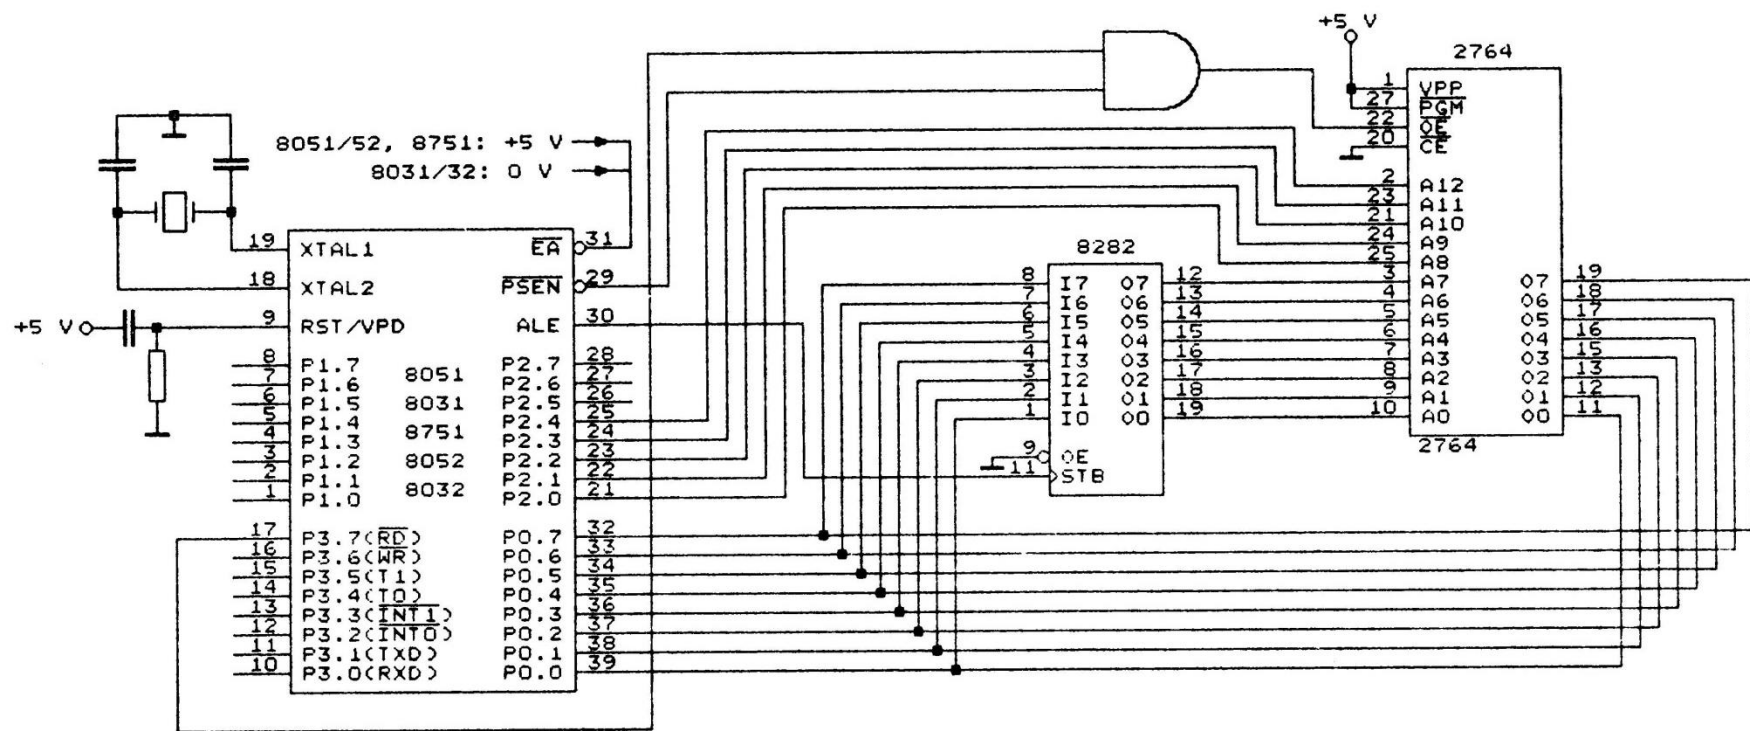 +5 V
2764
1 VPP
27 P̅G̅M̅
22 O̅E̅
20 C̅E̅
2 A12
23 A11
21 A10
24 A9
25 A8
3 A7
4 A6
5 A5
6 A4
7 A3
8 A2
9 A1
10 A0
O7 19
O6 18
O5 17
O4 16
O3 15
O2 13
O1 12
O0 11
2764
8051/52, 8751: +5 V
8031/32: 0 V
19 XTAL1
18 XTAL2
+5 V
9 RST/VPD
8 P1.7
7 P1.6
6 P1.5
5 P1.4
4 P1.3
3 P1.2
2 P1.1
1 P1.0
17 P3.7(R̅D̅)
16 P3.6(W̅R̅)
15 P3.5(T1)
14 P3.4(T0)
13 P3.3(I̅N̅T̅1̅)
12 P3.2(I̅N̅T̅0̅)
11 P3.1(TXD)
10 P3.0(RXD)
8051
8031
8751
8052
8032
E̅A̅ 31
P̅S̅E̅N̅ 29
ALE 30
P2.7 28
P2.6 27
P2.5 26
P2.4 25
P2.3 24
P2.2 23
P2.1 22
P2.0 21
P0.7 32
P0.6 33
P0.5 34
P0.4 35
P0.3 36
P0.2 37
P0.1 38
P0.0 39
8282
8 I7 O7 12
7 I6 O6 13
6 I5 O5 14
5 I4 O4 15
4 I3 O3 16
3 I2 O2 17
2 I1 O1 18
1 I0 O0 19
9 OE
11 STB